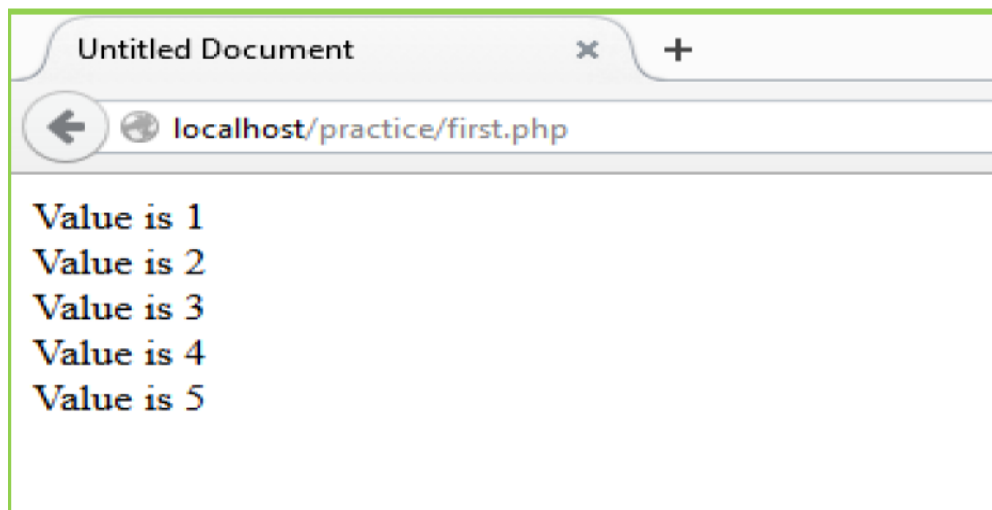 Untitled Document
localhost/practice/first.php
Value is 1
Value is 2
Value is 3
Value is 4
Value is 5